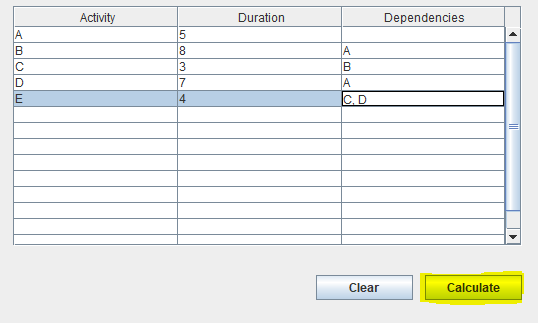 Activity Duration Dependencies
A 5
B 8 A
C 3 B
D 7 A
E 4 C, D
Clear Calculate